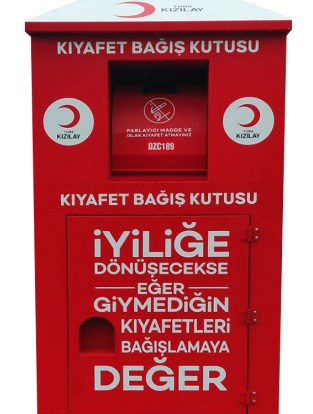 TÜRK
KIZILAY
KIYAFET BAĞIŞ KUTUSU
TÜRK
KIZILAY
PARLAYICI MADDE VE
ISLAK KIYAFET ATMAYINIZ
DZC189
TÜRK
KIZILAY
KIYAFET BAĞIŞ KUTUSU
İYİLİĞE
DÖNÜŞECEKSE
EĞER
GİYMEDİĞİN
KIYAFETLERİ
BAĞIŞLAMAYA
DEĞER